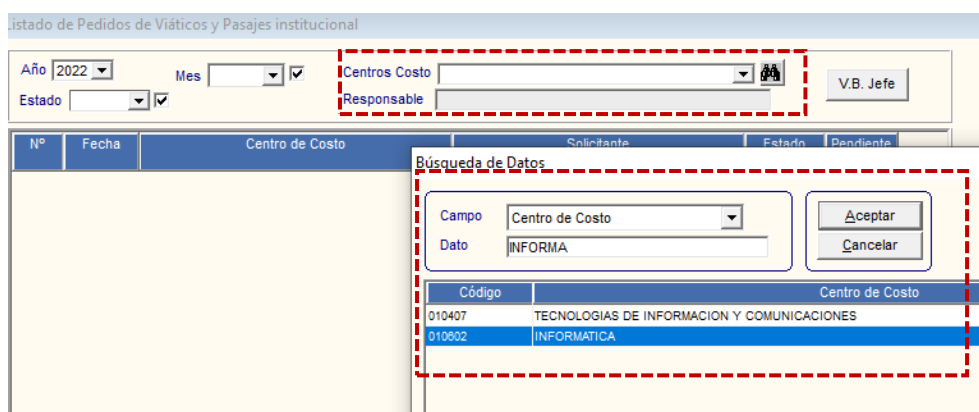 Listado de Pedidos de Viáticos y Pasajes institucional
Año 2022 Mes Centros Costo V.B. Jefe
Estado Responsable
Nº Fecha Centro de Costo Solicitante Estado Pendiente
Búsqueda de Datos
Campo Centro de Costo Aceptar
Dato INFORMA Cancelar
Código Centro de Costo
010407 TECNOLOGIAS DE INFORMACION Y COMUNICACIONES
010602 INFORMATICA